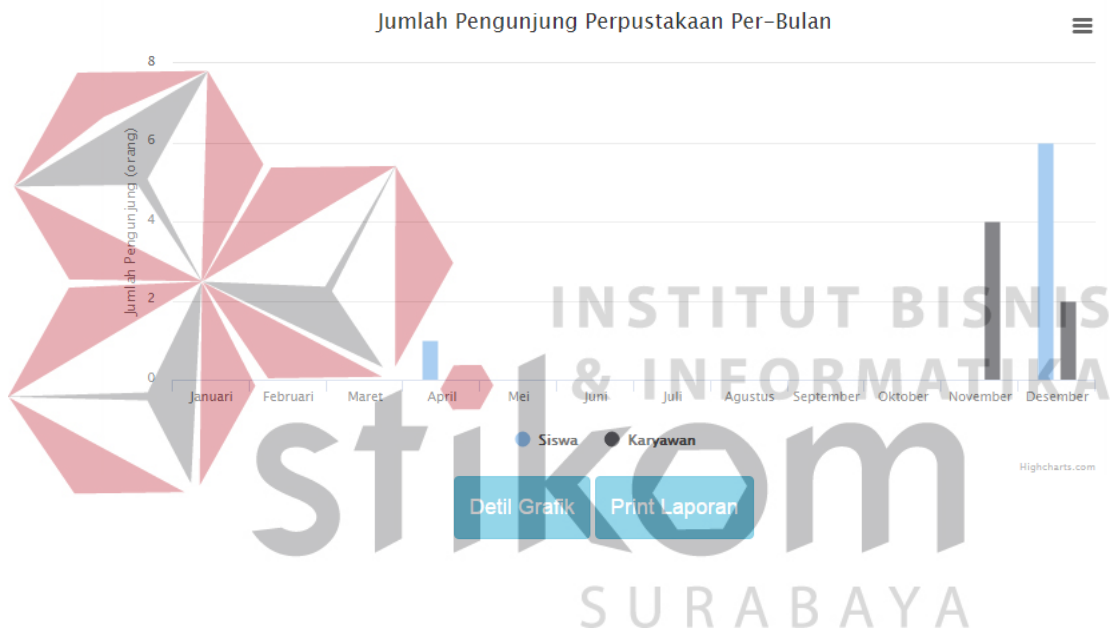 Jumlah Pengunjung Perpustakaan Per-Bulan
8
6
4
2
0
Jumlah Pengunjung (orang)
Januari Februari Maret April Mei Juni Juli Agustus September Oktober November Desember
Siswa Karyawan
Highcharts.com
Detil Grafik Print Laporan
INSTITUT BISNIS
& INFORMATIKA
stikom
SURABAYA